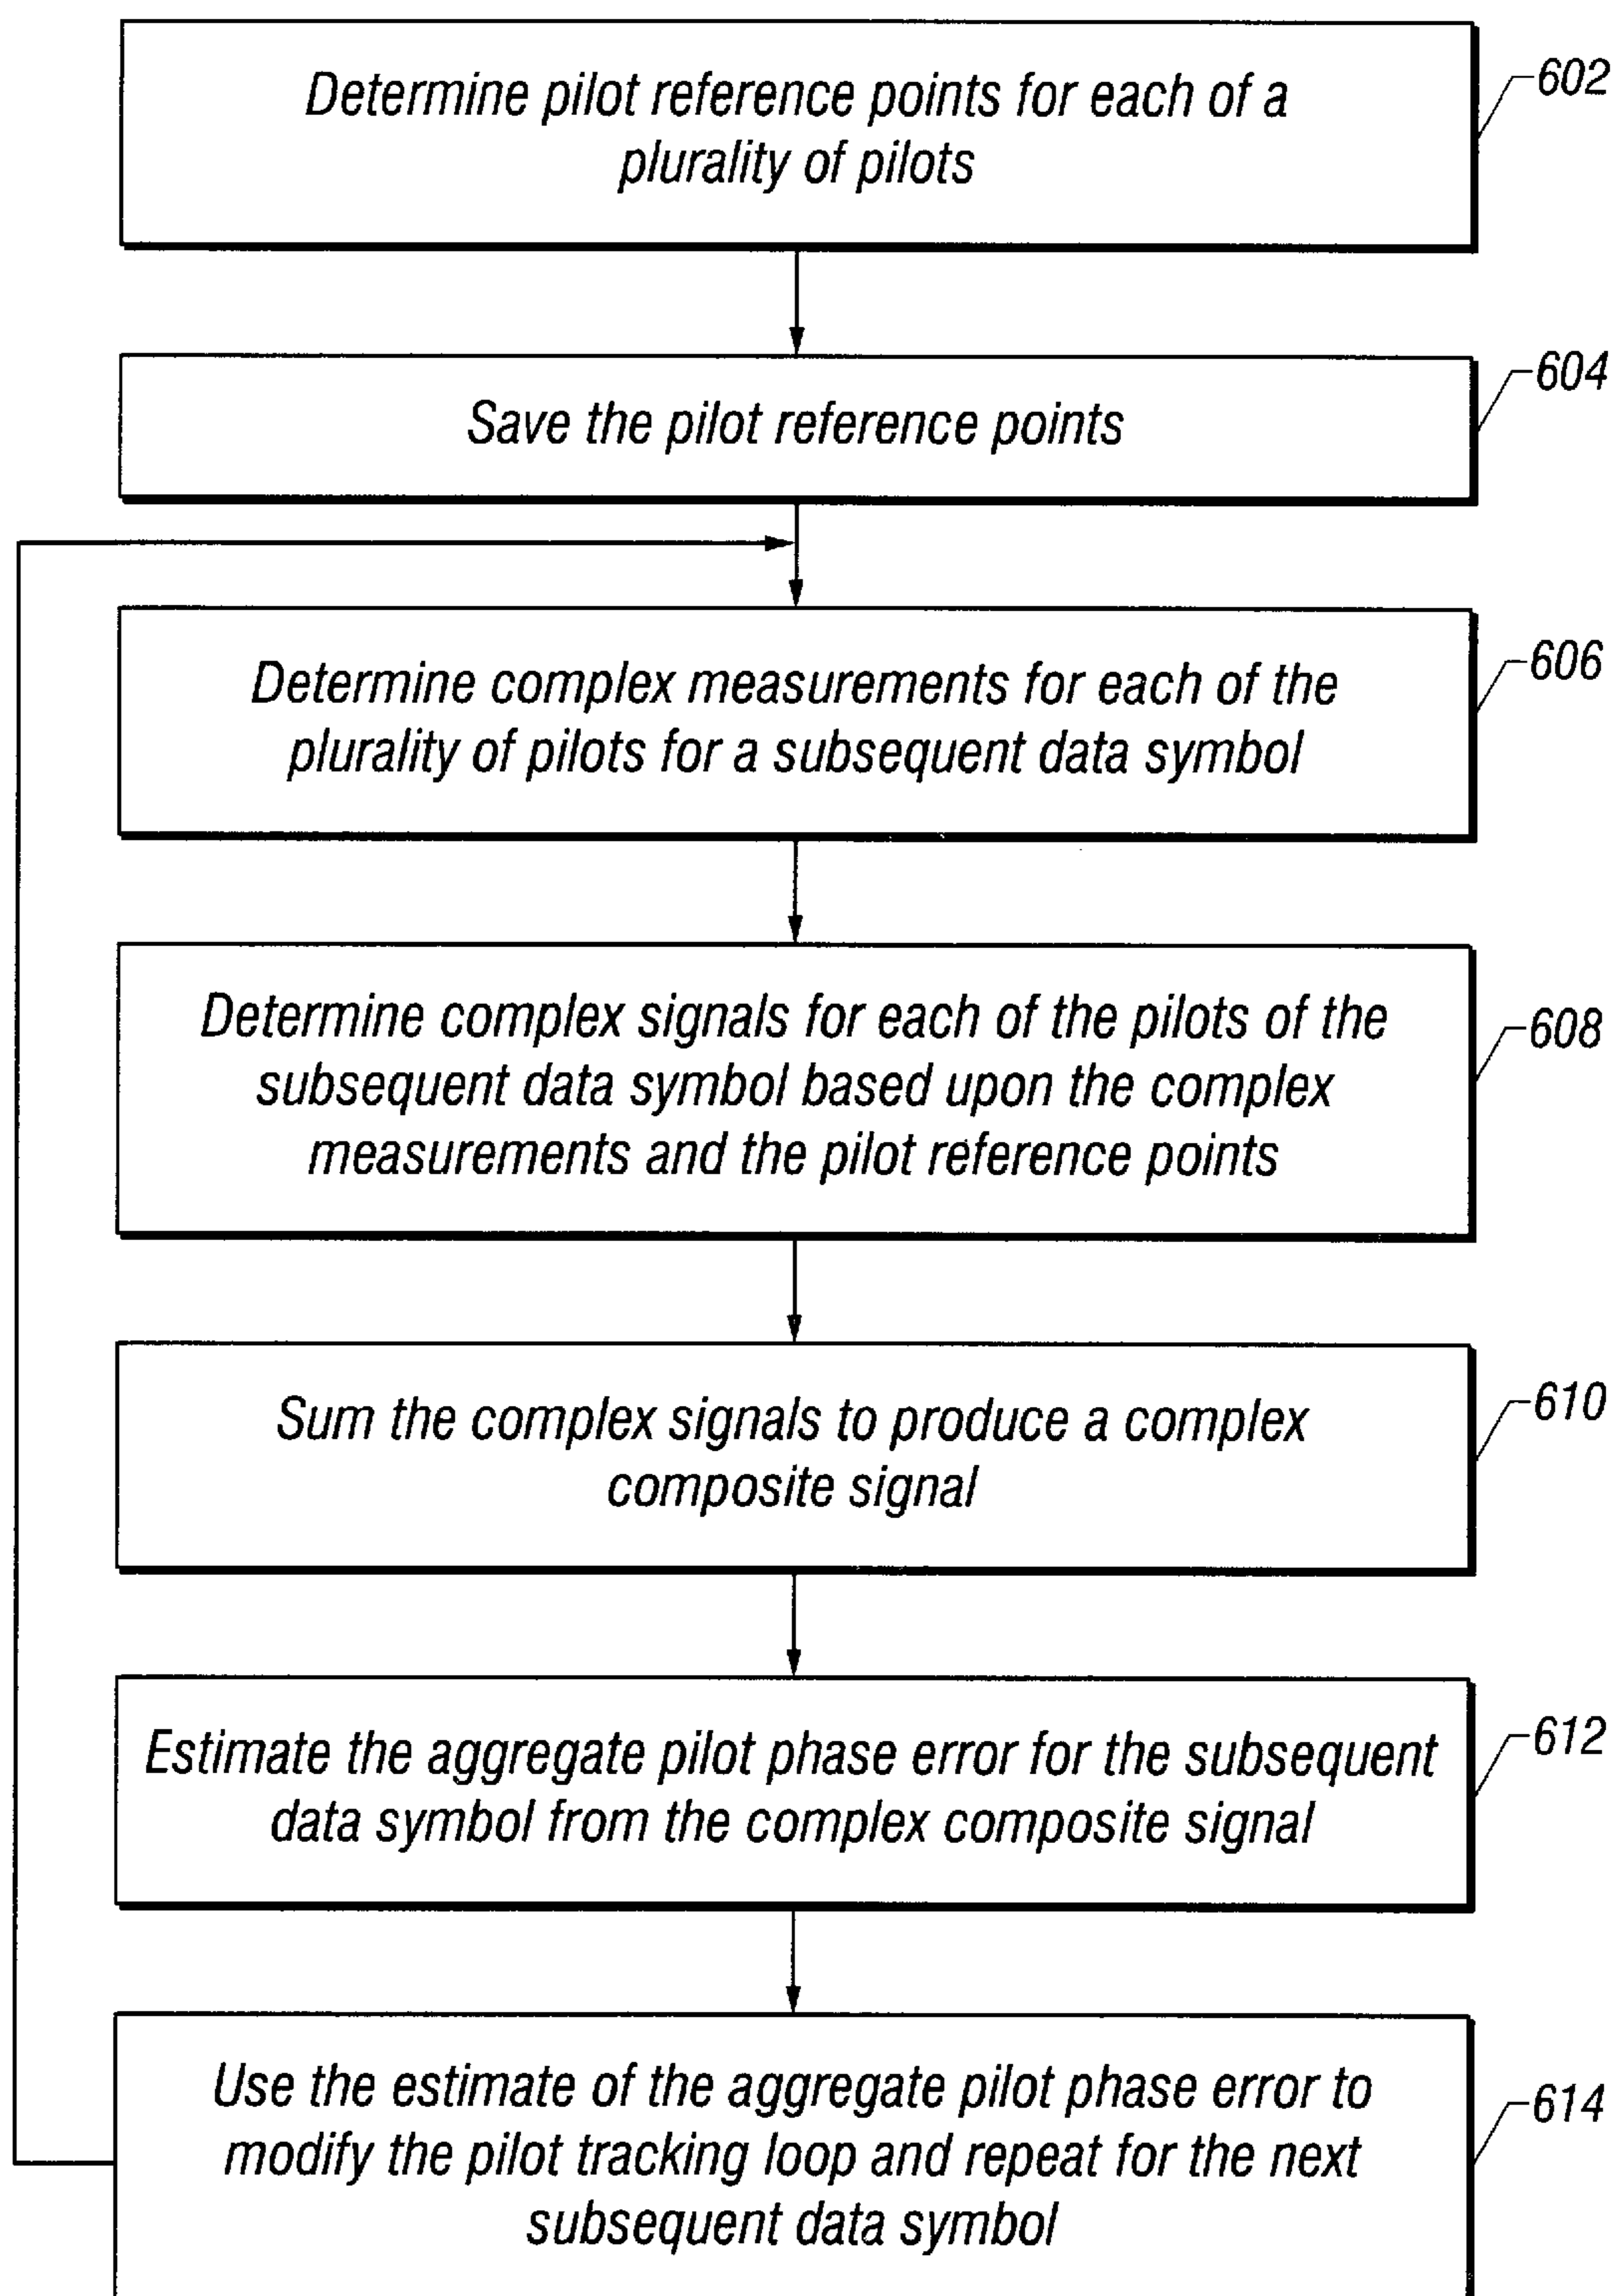 Determine pilot reference points for each of a
plurality of pilots
602
Save the pilot reference points
604
Determine complex measurements for each of the
plurality of pilots for a subsequent data symbol
606
Determine complex signals for each of the pilots of the
subsequent data symbol based upon the complex
measurements and the pilot reference points
608
Sum the complex signals to produce a complex
composite signal
610
Estimate the aggregate pilot phase error for the subsequent
data symbol from the complex composite signal
612
Use the estimate of the aggregate pilot phase error to
modify the pilot tracking loop and repeat for the next
subsequent data symbol
614